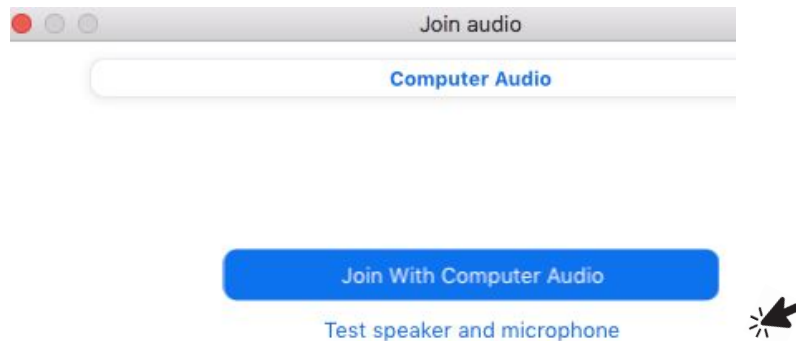 Join audio
Computer Audio
Join With Computer Audio
Test speaker and microphone